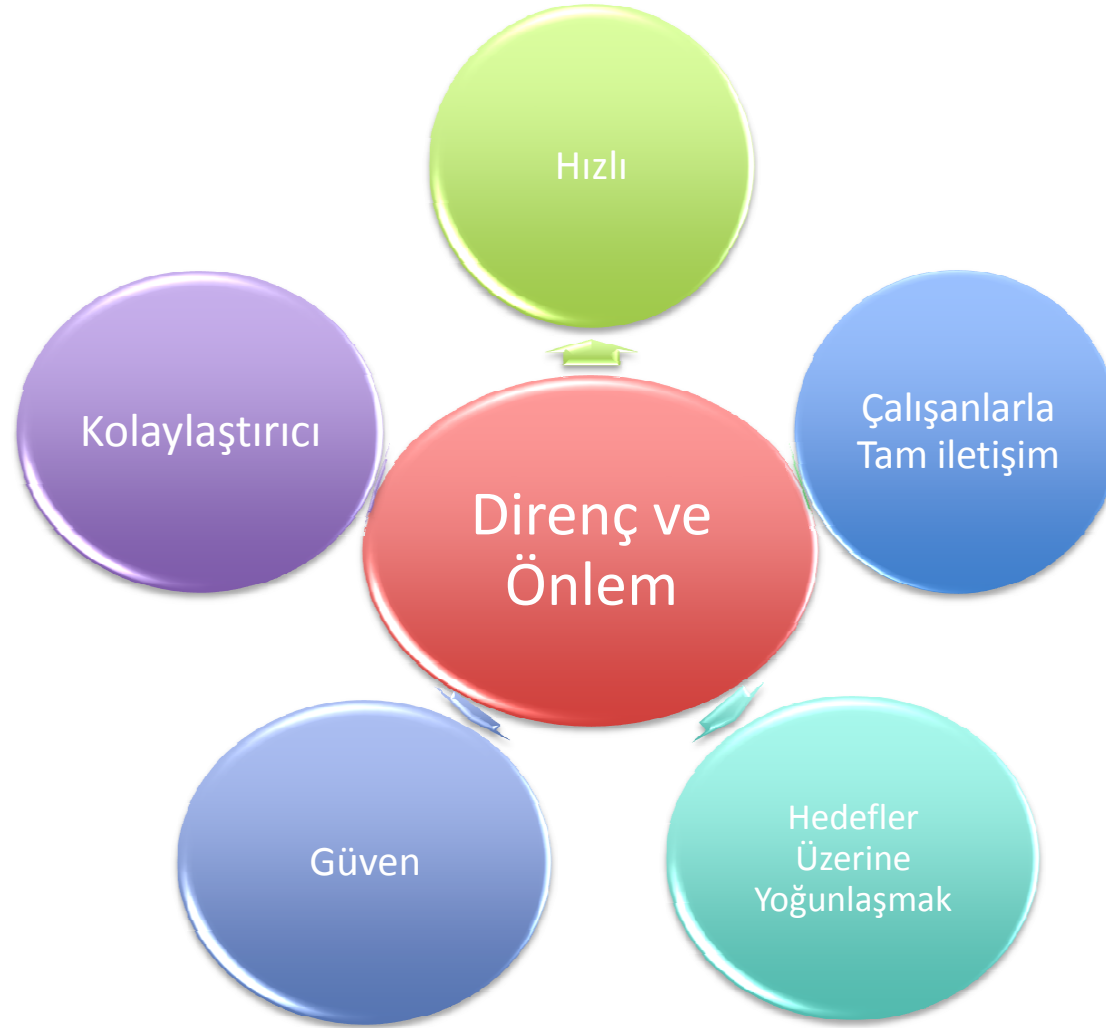 Hızlı
Çalışanlarla
Tam iletişim
Kolaylaştırıcı
Direnç ve
Önlem
Hedefler
Üzerine
Yoğunlaşmak
Güven